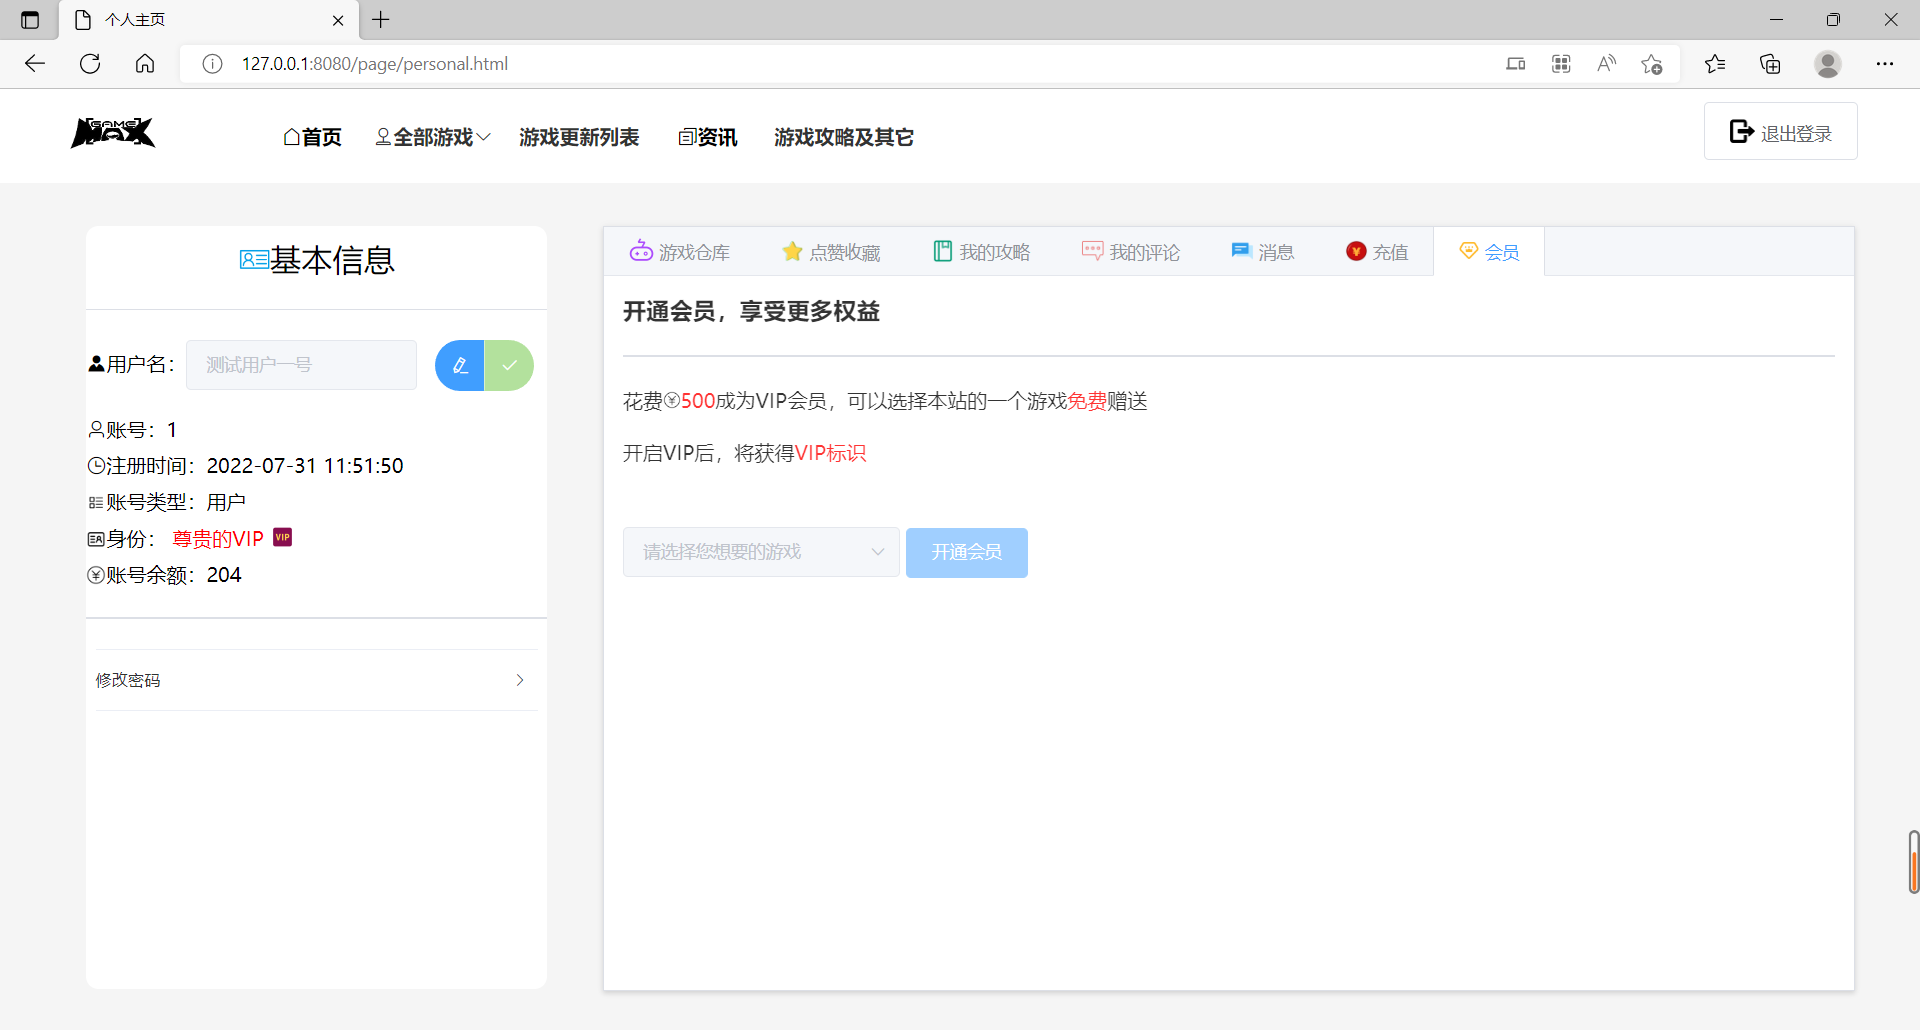 个人主页
127.0.0.1:8080/page/personal.html
GAME
MAX
首页
全部游戏
游戏更新列表
资讯
游戏攻略及其它
退出登录
基本信息
用户名：
测试用户一号
账号：1
注册时间：2022-07-31 11:51:50
账号类型：用户
身份： 尊贵的VIP VIP
账号余额：204
修改密码
游戏仓库
点赞收藏
我的攻略
我的评论
消息
充值
会员
开通会员，享受更多权益
花费500成为VIP会员，可以选择本站的一个游戏免费赠送
开启VIP后，将获得VIP标识
请选择您想要的游戏
开通会员